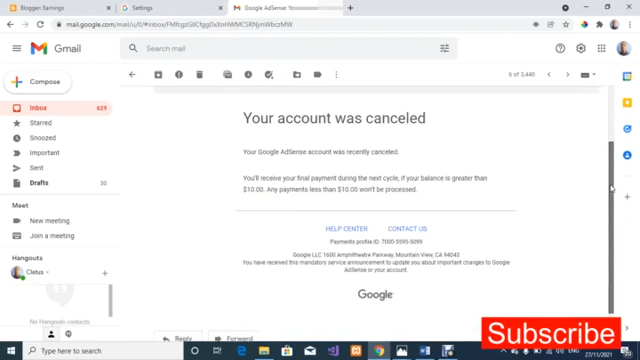 Blogger: Earnings
Settings
Google AdSense: Your
mail.google.com/mail/u/0/#inbox/
Gmail
Search mail
Compose
6 of 3,440
Inbox 629
Starred
Snoozed
Important
Sent
Drafts 30
Meet
New meeting
Join a meeting
Hangouts
Cletus
No Hangouts contacts
Your account was canceled
Your Google AdSense account was recently canceled.
You'll receive your final payment during the next cycle, if your balance is greater than
$10.00. Any payments less than $10.00 won't be processed.
HELP CENTER CONTACT US
Payments profile ID: 7000-5595-5099
Google LLC 1600 Amphitheatre Parkway, Mountain View, CA 94043
You have received this mandatory service announcement to update you about important changes to Google
AdSense or your account.
Google
Reply Forward
Subscribe
Type here to search
ENG
27/11/2021